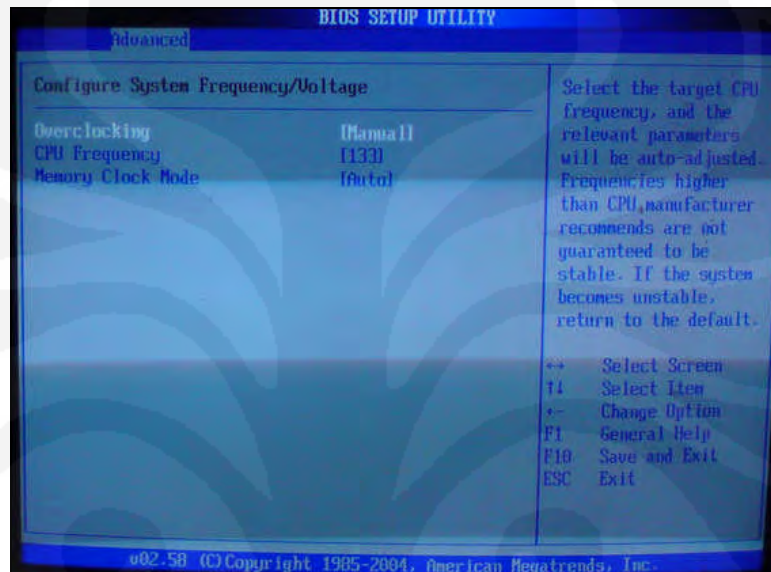 BIOS SETUP UTILITY
Advanced
Configure System Frequency/Voltage
Overclocking [Manual]
CPU Frequency [133]
Memory Clock Mode [Auto]
Select the target CPU
frequency, and the
relevant parameters
will be auto-adjusted.
Frequencies higher
than CPU manufacturer
recommends are not
guaranteed to be
stable. If the system
becomes unstable,
return to the default.
←→ Select Screen
↑↓ Select Item
+- Change Option
F1 General Help
F10 Save and Exit
ESC Exit
v02.58 (C)Copyright 1985-2004, American Megatrends, Inc.